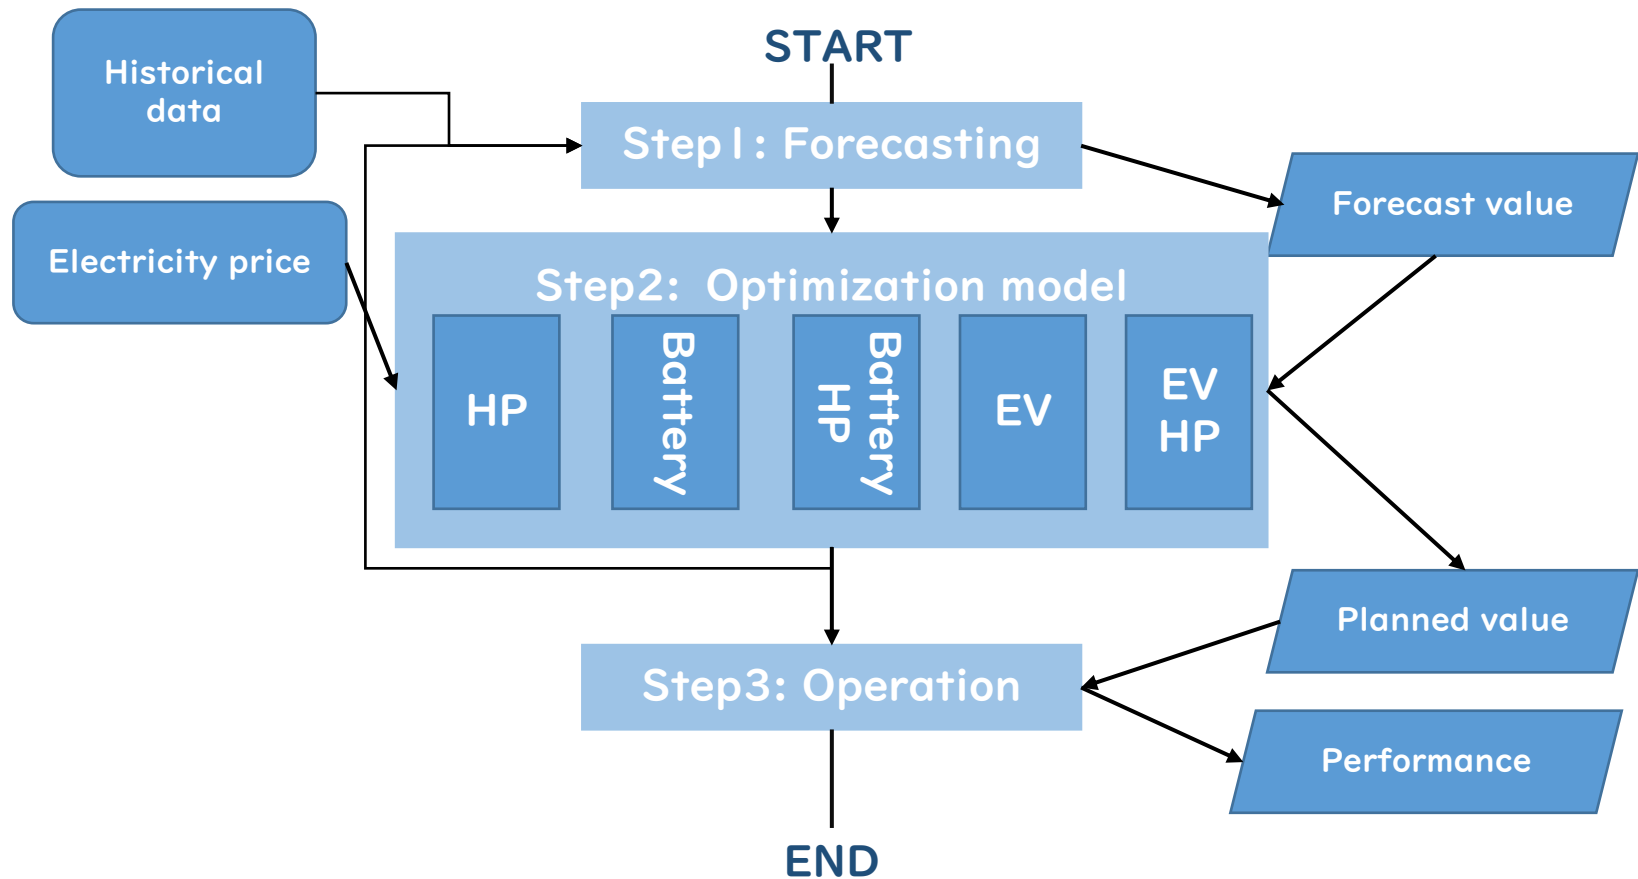 START
Historical
data
Step1: Forecasting
Forecast value
Electricity price
Step2: Optimization model
HP
Battery
Battery
HP
EV
EV
HP
Planned value
Step3: Operation
Performance
END